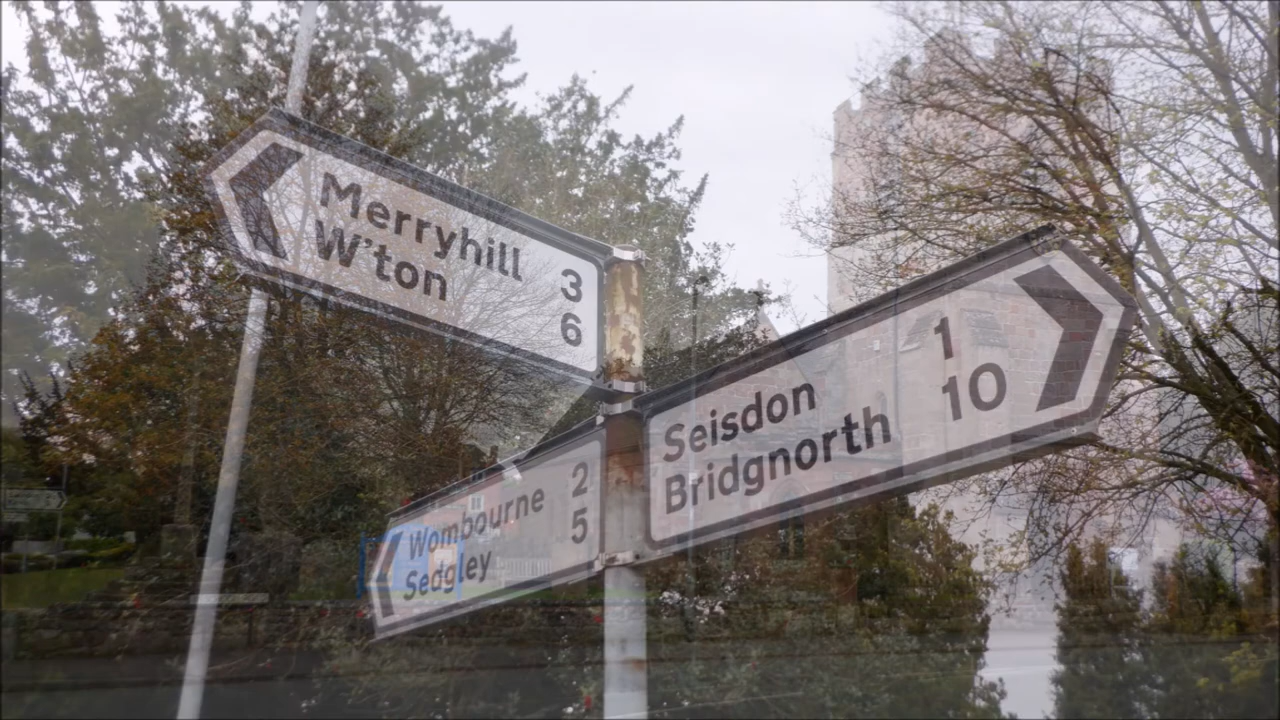 Merryhill 3
W'ton 6
Seisdon 1
Bridgnorth 10
Wombourne 2
Sedgley 5